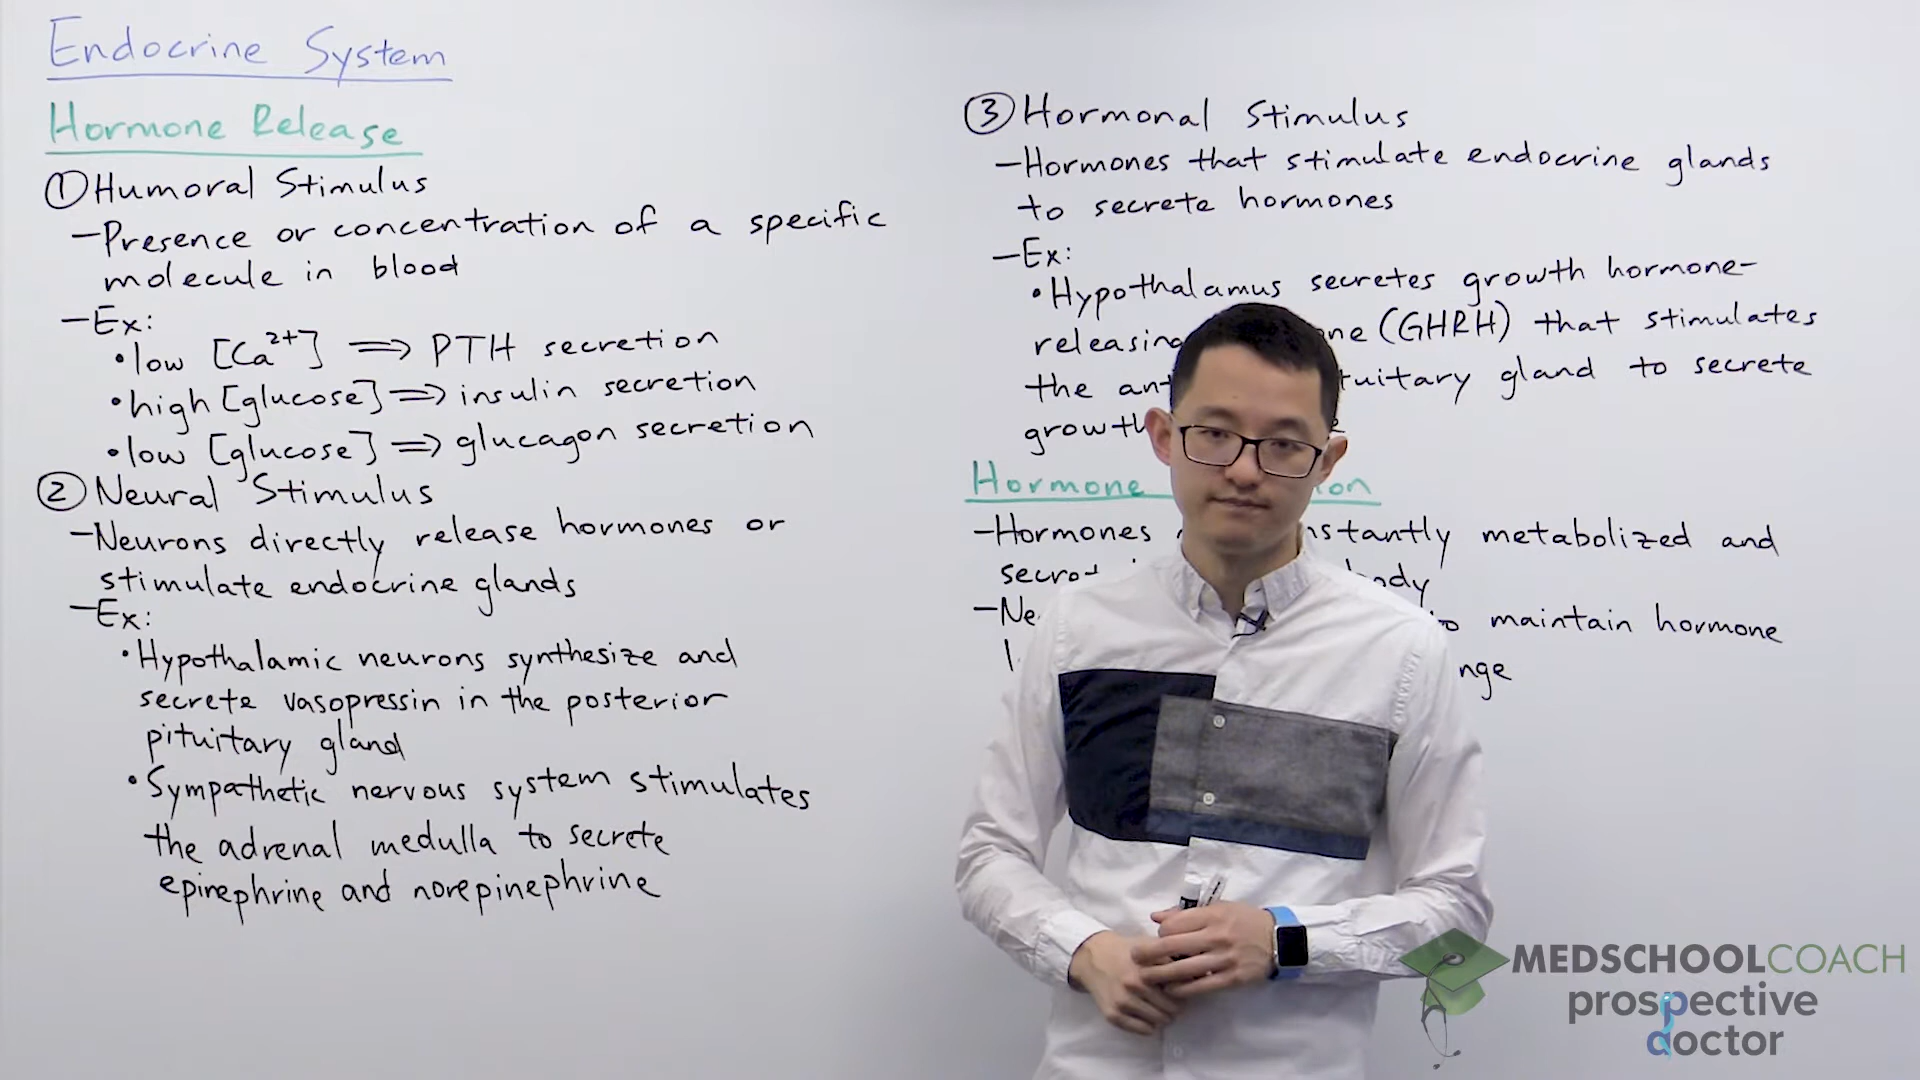 Endocrine System
Hormone Release
① Humoral Stimulus
- Presence or concentration of a specific
molecule in blood
- Ex:
• low [Ca²⁺] ⟹ PTH secretion
• high [glucose] ⟹ insulin secretion
• low [glucose] ⟹ glucagon secretion
② Neural Stimulus
- Neurons directly release hormones or
stimulate endocrine glands
- Ex:
• Hypothalamic neurons synthesize and
secrete vasopressin in the posterior
pituitary gland
• Sympathetic nervous system stimulates
the adrenal medulla to secrete
epinephrine and norepinephrine
③ Hormonal Stimulus
- Hormones that stimulate endocrine glands
to secrete hormones
- Ex:
• Hypothalamus secretes growth hormone-
releasing (GHRH) that stimulates
the gland to secrete
growth
Hormone
- Hormones metabolized and
body
- maintain hormone
MEDSCHOOLCOACH
prospective
doctor